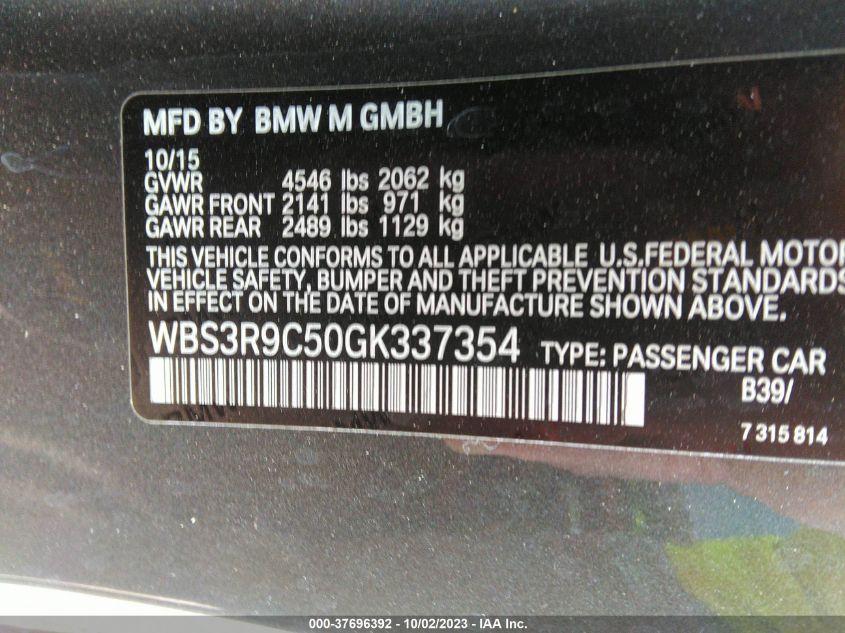 MFD BY BMW M GMBH
10/15
GVWR 4546 lbs 2062 kg
GAWR FRONT 2141 lbs 971 kg
GAWR REAR 2489 lbs 1129 kg
THIS VEHICLE CONFORMS TO ALL APPLICABLE U.S.FEDERAL MOTOR
VEHICLE SAFETY, BUMPER AND THEFT PREVENTION STANDARDS
IN EFFECT ON THE DATE OF MANUFACTURE SHOWN ABOVE.
WBS3R9C50GK337354 TYPE: PASSENGER CAR
B39/
7 315 814
000-37696392 - 10/02/2023 - IAA Inc.